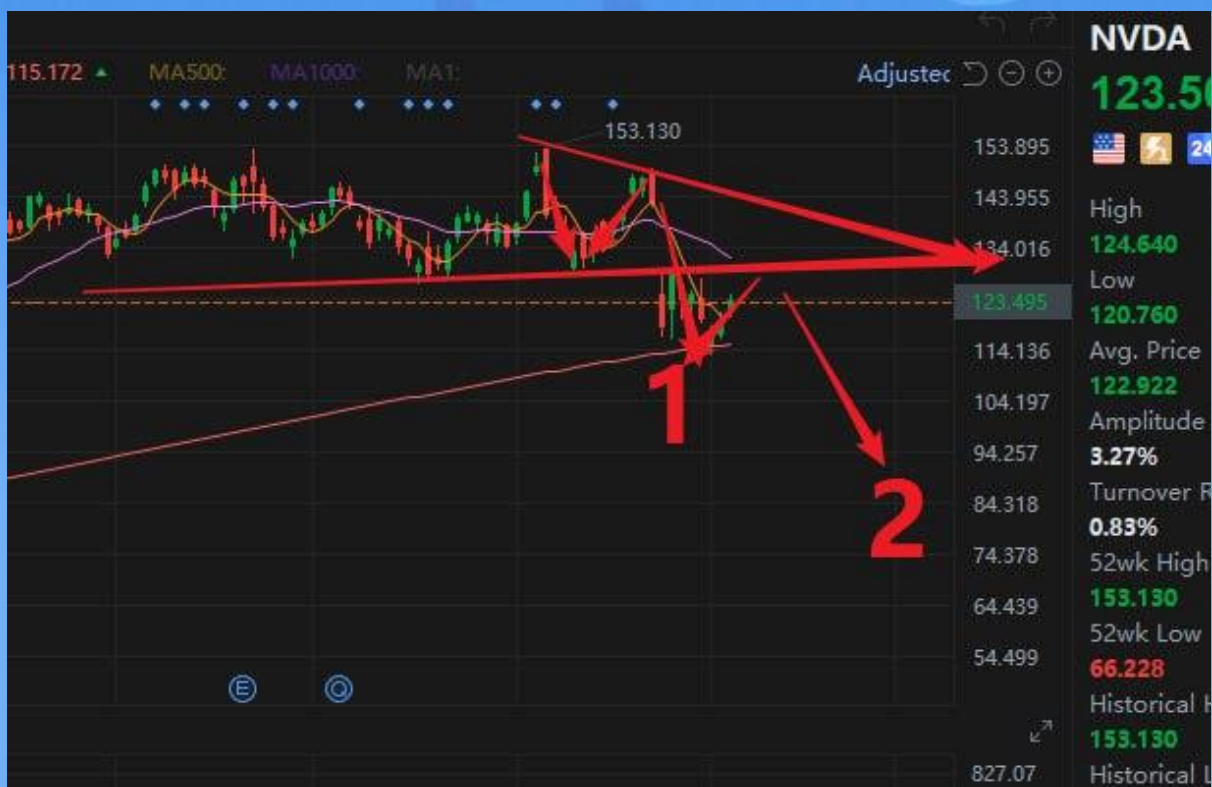 NVDA
123.50
115.172 MA500: MA1000: MA1: Adjusted
24
153.130
153.895
143.955
134.016
123.495
114.136
104.197
94.257
84.318
74.378
64.439
54.499
827.07
1
2
E
Q
High
124.640
Low
120.760
Avg. Price
122.922
Amplitude
3.27%
Turnover R
0.83%
52wk High
153.130
52wk Low
66.228
Historical H
153.130
Historical L